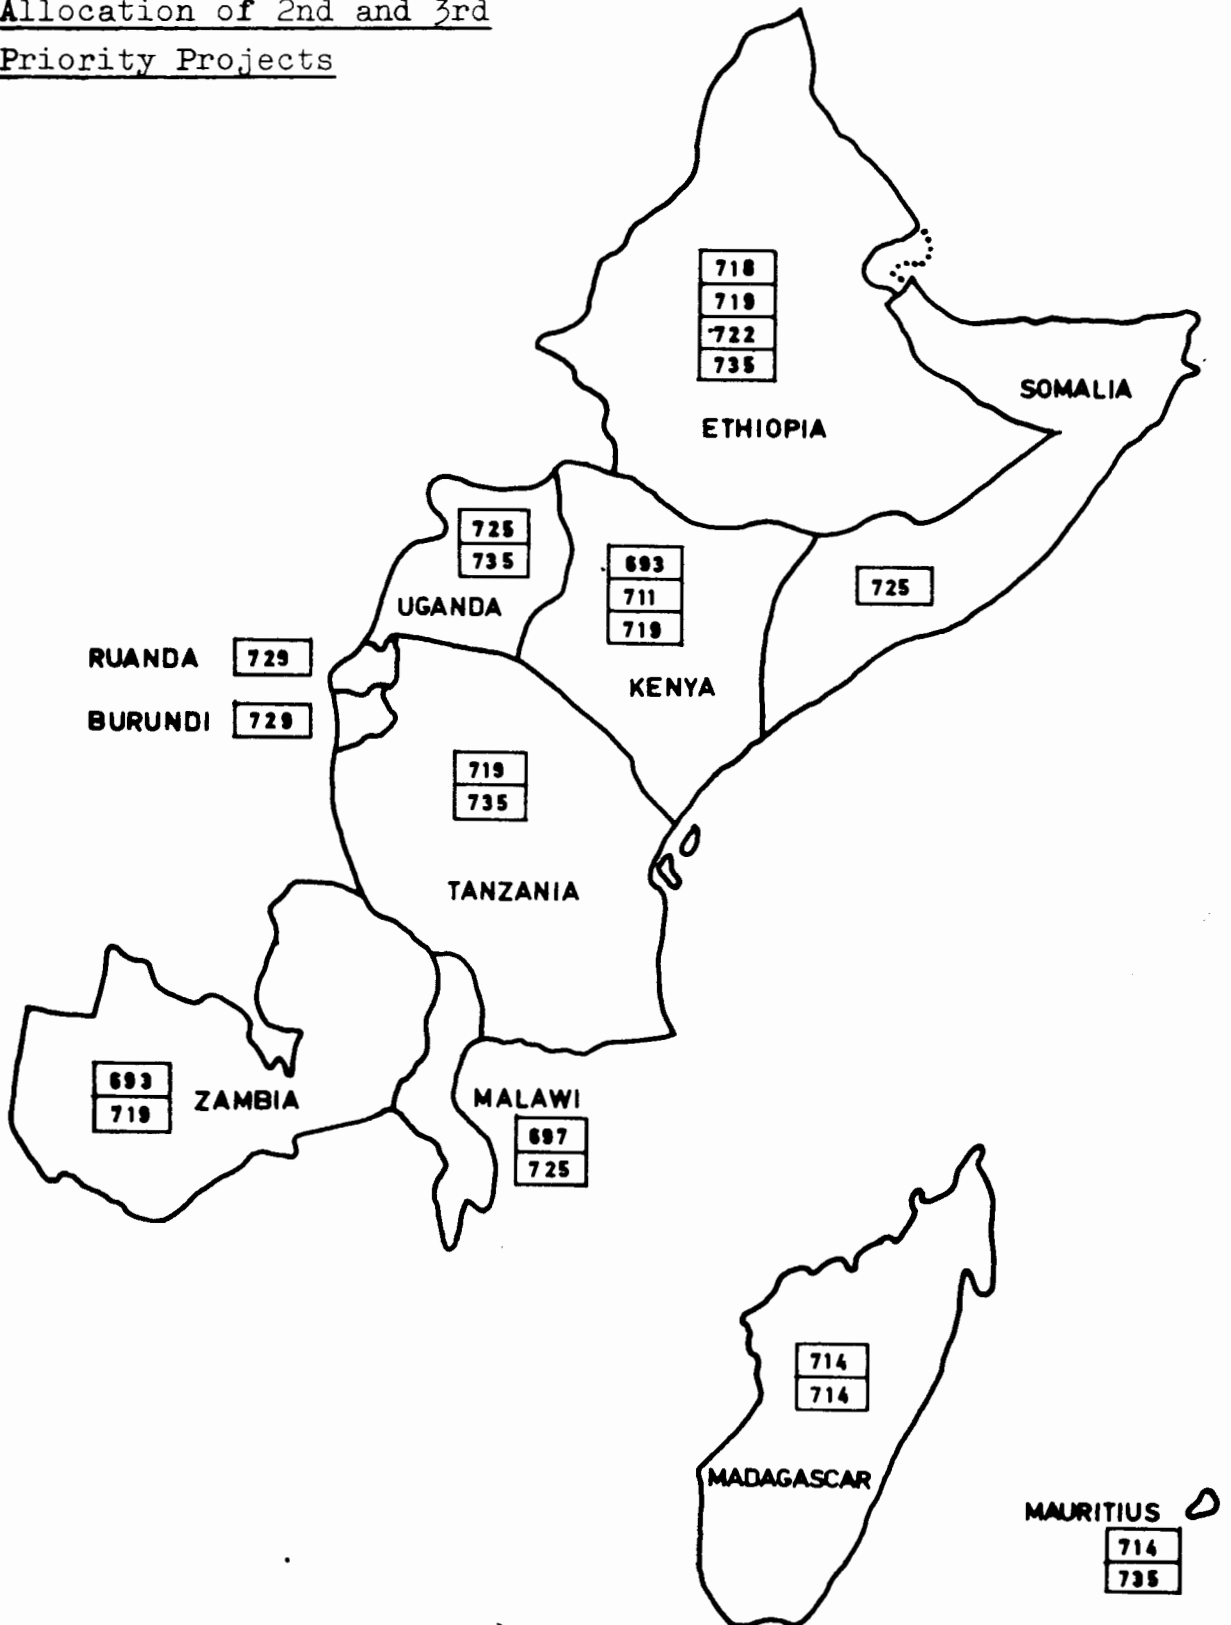 Allocation of 2nd and 3rd
Priority Projects
718
719
722
735
ETHIOPIA
SOMALIA
725
725
735
UGANDA
693
711
719
KENYA
RUANDA 729
BURUNDI 729
719
735
TANZANIA
693
719
ZAMBIA
MALAWI
697
725
714
714
MADAGASCAR
MAURITIUS
714
735